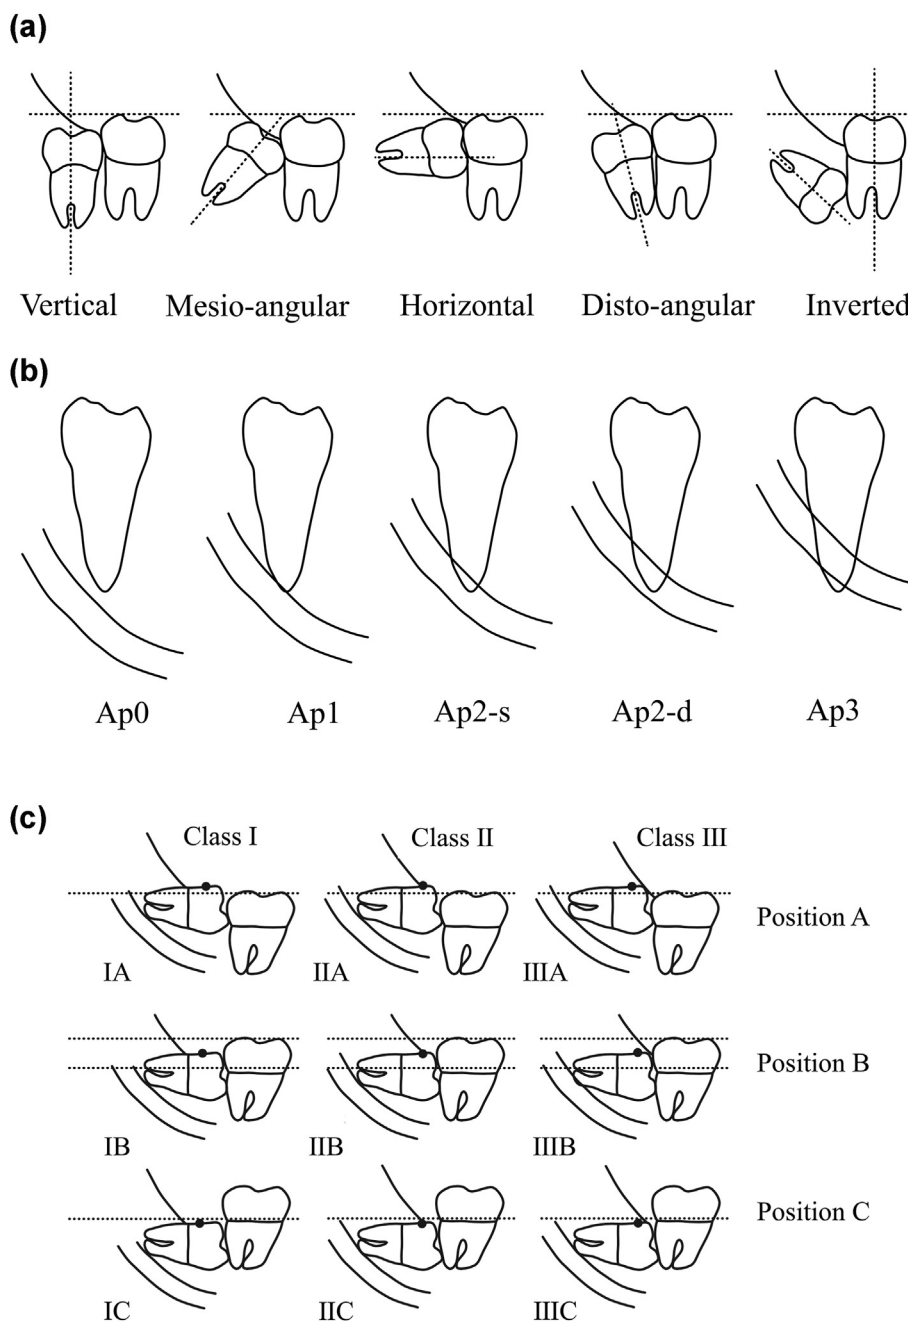 (a)
Vertical Mesio-angular Horizontal Disto-angular Inverted
(b)
Ap0 Ap1 Ap2-s Ap2-d Ap3
(c)
Class I Class II Class III
Position A
IA IIA IIIA
Position B
IB IIB IIIB
Position C
IC IIC IIIC